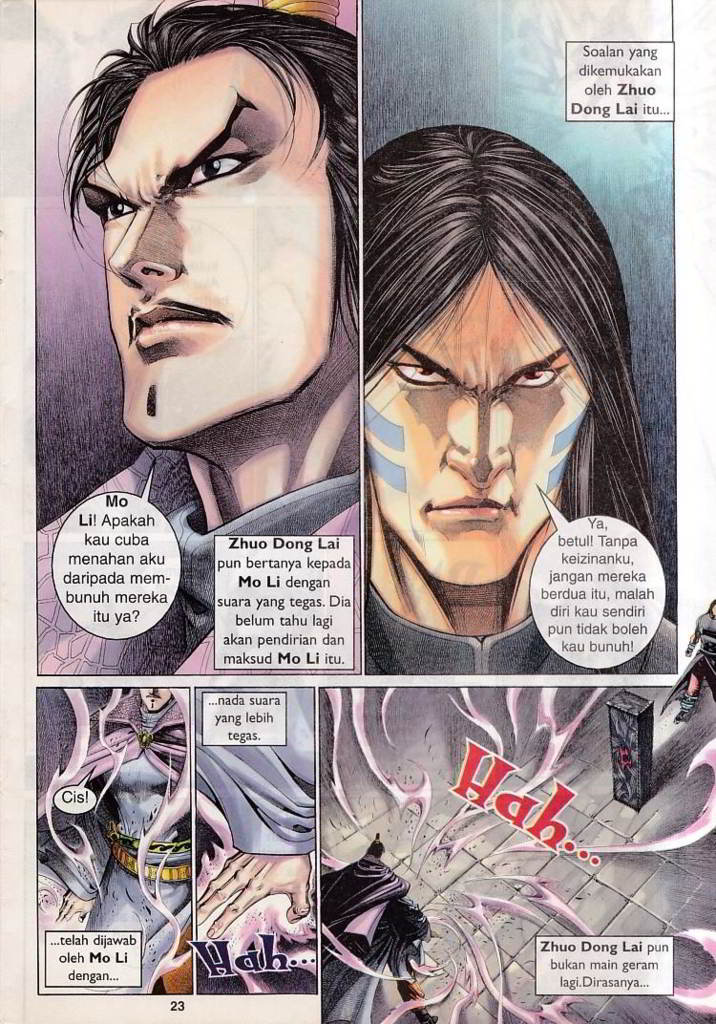 Mo
Li! Apakah
kau cuba
menahan aku
daripada mem-
bunuh mereka
itu ya?
Zhuo Dong Lai
pun bertanya kepada
Mo Li dengan
suara yang tegas. Dia
belum tahu lagi
akan pendirian dan
maksud Mo Li itu.
Soalan yang
dikemukakan
oleh Zhuo
Dong Lai itu...
Ya,
betul! Tanpa
keizinanku,
jangan mereka
berdua itu, malah
diri kau sendiri
pun tidak boleh
kau bunuh!
Cis!
...telah dijawab
oleh Mo Li
dengan...
...nada suara
yang lebih
tegas.
Hah...
Hah...
Zhuo Dong Lai pun
bukan main geram
lagi.Dirasanya...
23